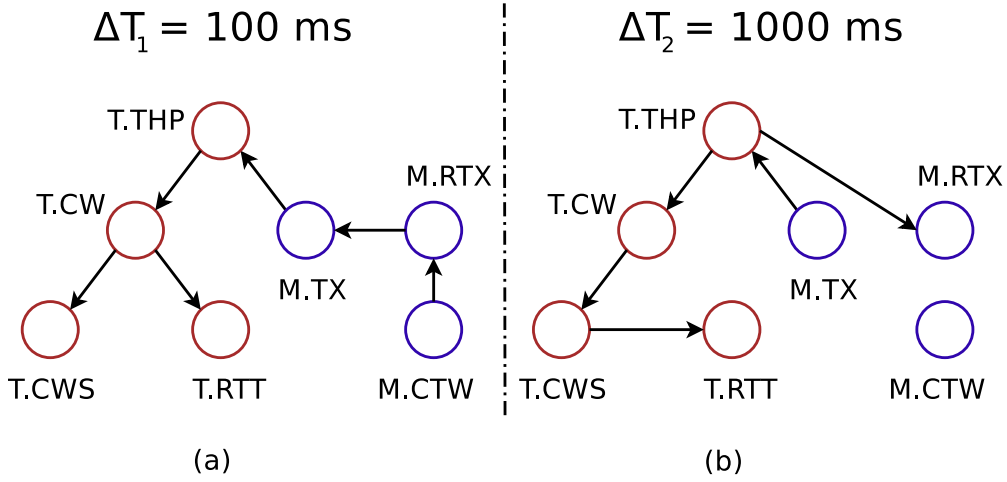 ΔT1 = 100 ms
T.THP
M.RTX
T.CW
M.TX
T.CWS
T.RTT
M.CTW
(a)
ΔT2 = 1000 ms
T.THP
M.RTX
T.CW
M.TX
T.CWS
T.RTT
M.CTW
(b)